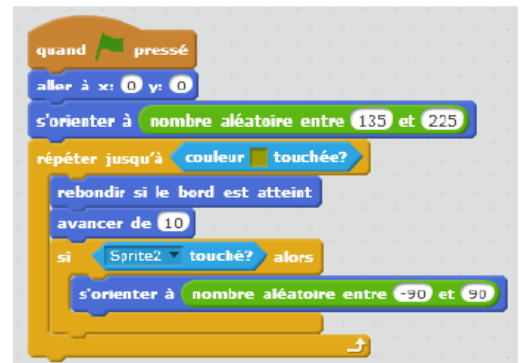 quand pressé
aller à x: 0 y: 0
s'orienter à nombre aléatoire entre 135 et 225
répéter jusqu'à couleur touchée?
rebondir si le bord est atteint
avancer de 10
si Sprite2 touché? alors
s'orienter à nombre aléatoire entre -90 et 90